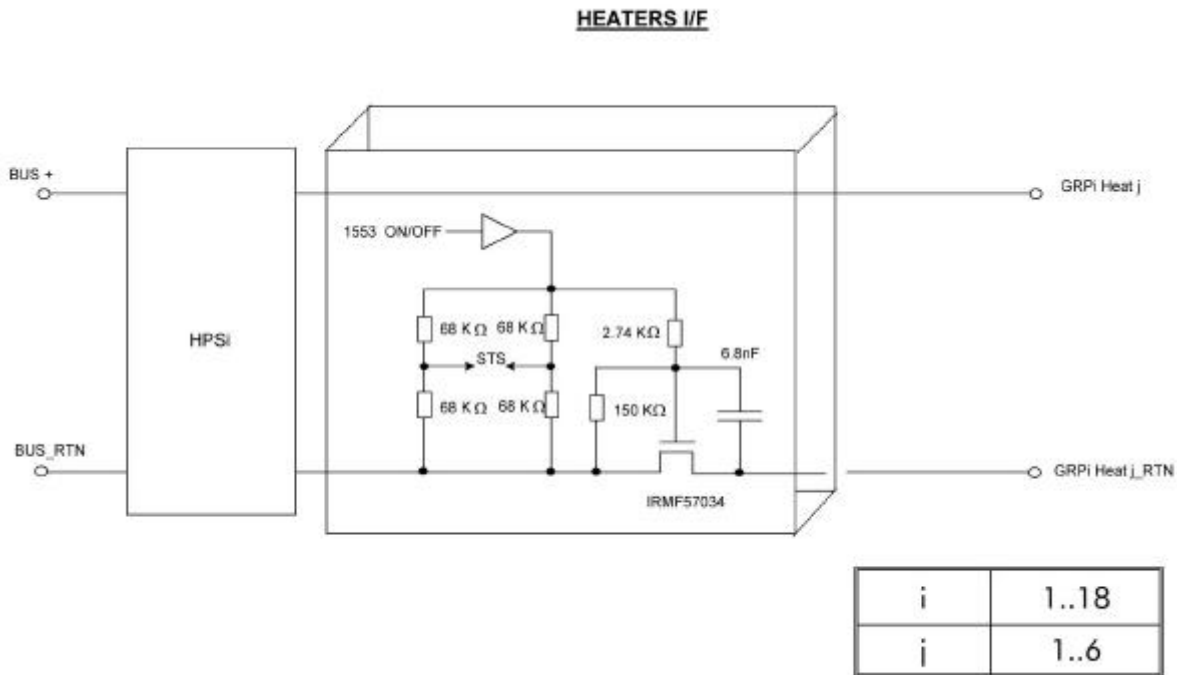 HEATERS I/F
BUS +
GRPi Heat j
1553 ON/OFF
HPSi
68 KΩ 68 KΩ 2.74 KΩ
6.8nF
STS
68 KΩ 68 KΩ 150 KΩ
BUS_RTN
GRPi Heat j_RTN
IRMF57034
i 1..18
j 1..6